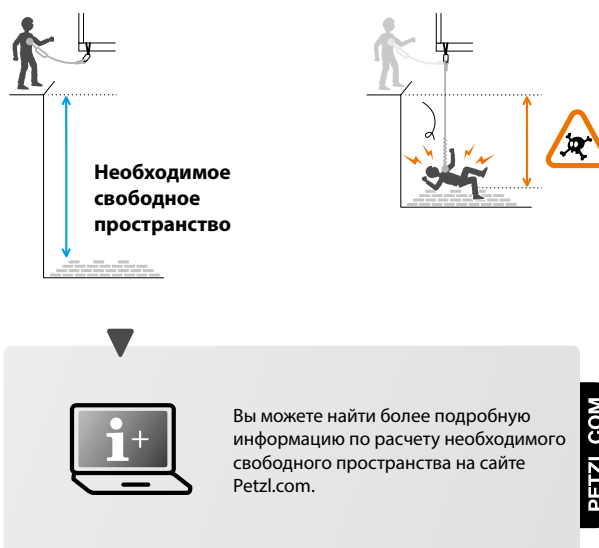 Необходимое
свободное
пространство
i+
Вы можете найти более подробную
информацию по расчету необходимого
свободного пространства на сайте
Petzl.com.
PETZL.COM